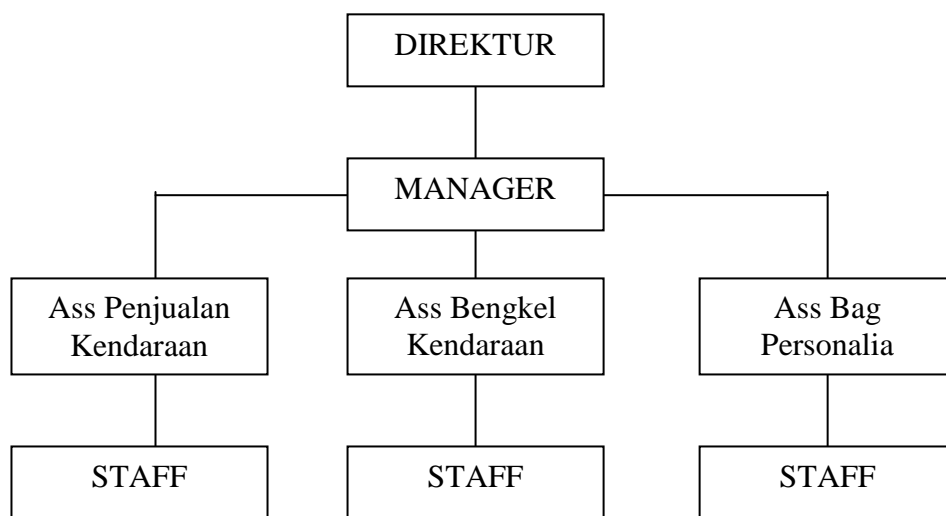 DIREKTUR
MANAGER
Ass Penjualan
Kendaraan
Ass Bengkel
Kendaraan
Ass Bag
Personalia
STAFF
STAFF
STAFF